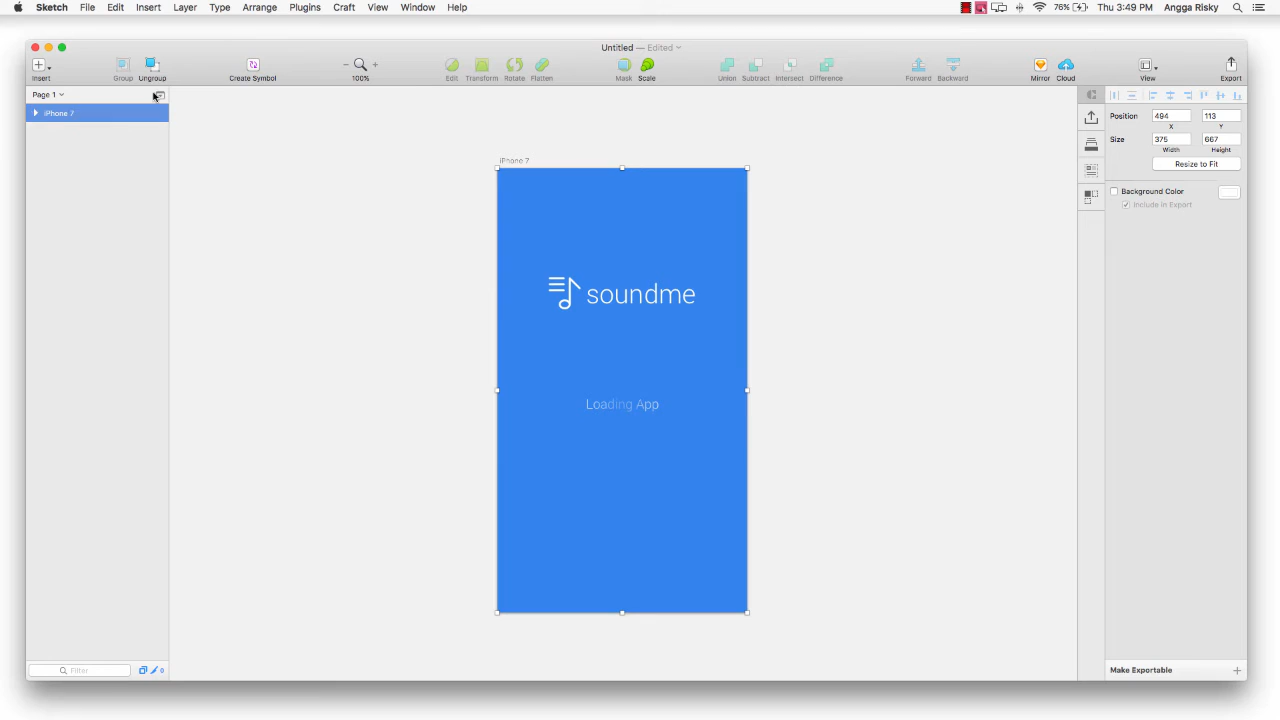 Sketch File Edit Insert Layer Type Arrange Plugins Craft View Window Help 76% Thu 3:49 PM Angga Risky
Untitled — Edited
Insert Group Ungroup Create Symbol 100% Edit Transform Rotate Flatten Mask Scale Union Subtract Intersect Difference Forward Backward Mirror Cloud View Export
Page 1
iPhone 7
iPhone 7
soundme
Loading App
Position 494 113
X Y
Size 375 667
Width Height
Resize to Fit
Background Color
Include in Export
Filter
0
Make Exportable